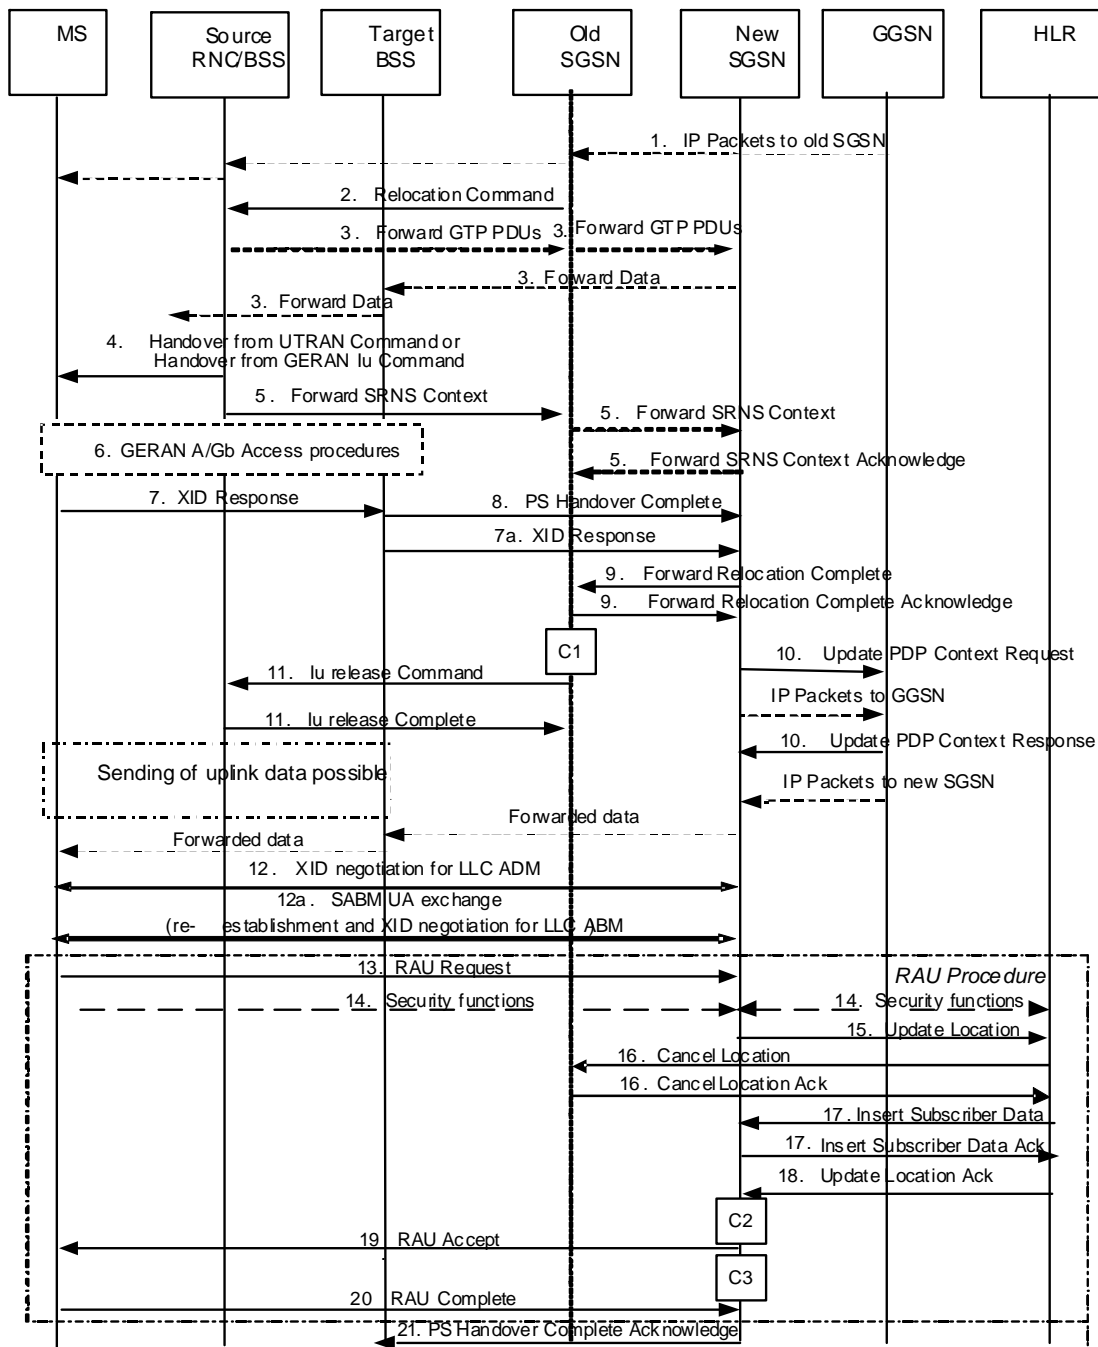 MS
Source
RNC/BSS
Target
BSS
Old
SGSN
New
SGSN
GGSN
HLR
1. IP Packets to old SGSN
2. Relocation Command
3. Forward GTP PDUs
3. Forward GTP PDUs
3. Forward Data
3. Forward Data
4. Handover from UTRAN Command or
Handover from GERAN Iu Command
5. Forward SRNS Context
5. Forward SRNS Context
6. GERAN A/Gb Access procedures
5. Forward SRNS Context Acknowledge
7. XID Response
8. PS Handover Complete
7a. XID Response
9. Forward Relocation Complete
9. Forward Relocation Complete Acknowledge
C1
10. Update PDP Context Request
11. Iu release Command
IP Packets to GGSN
11. Iu release Complete
10. Update PDP Context Response
Sending of uplink data possible
IP Packets to new SGSN
Forwarded data
Forwarded data
12. XID negotiation for LLC ADM
12a. SABM UA exchange
(re- establishment and XID negotiation for LLC ABM)
13. RAU Request
RAU Procedure
14. Security functions
14. Security functions
15. Update Location
16. Cancel Location
16. Cancel Location Ack
17. Insert Subscriber Data
17. Insert Subscriber Data Ack
18. Update Location Ack
C2
19. RAU Accept
C3
20 RAU Complete
21. PS Handover Complete Acknowledge